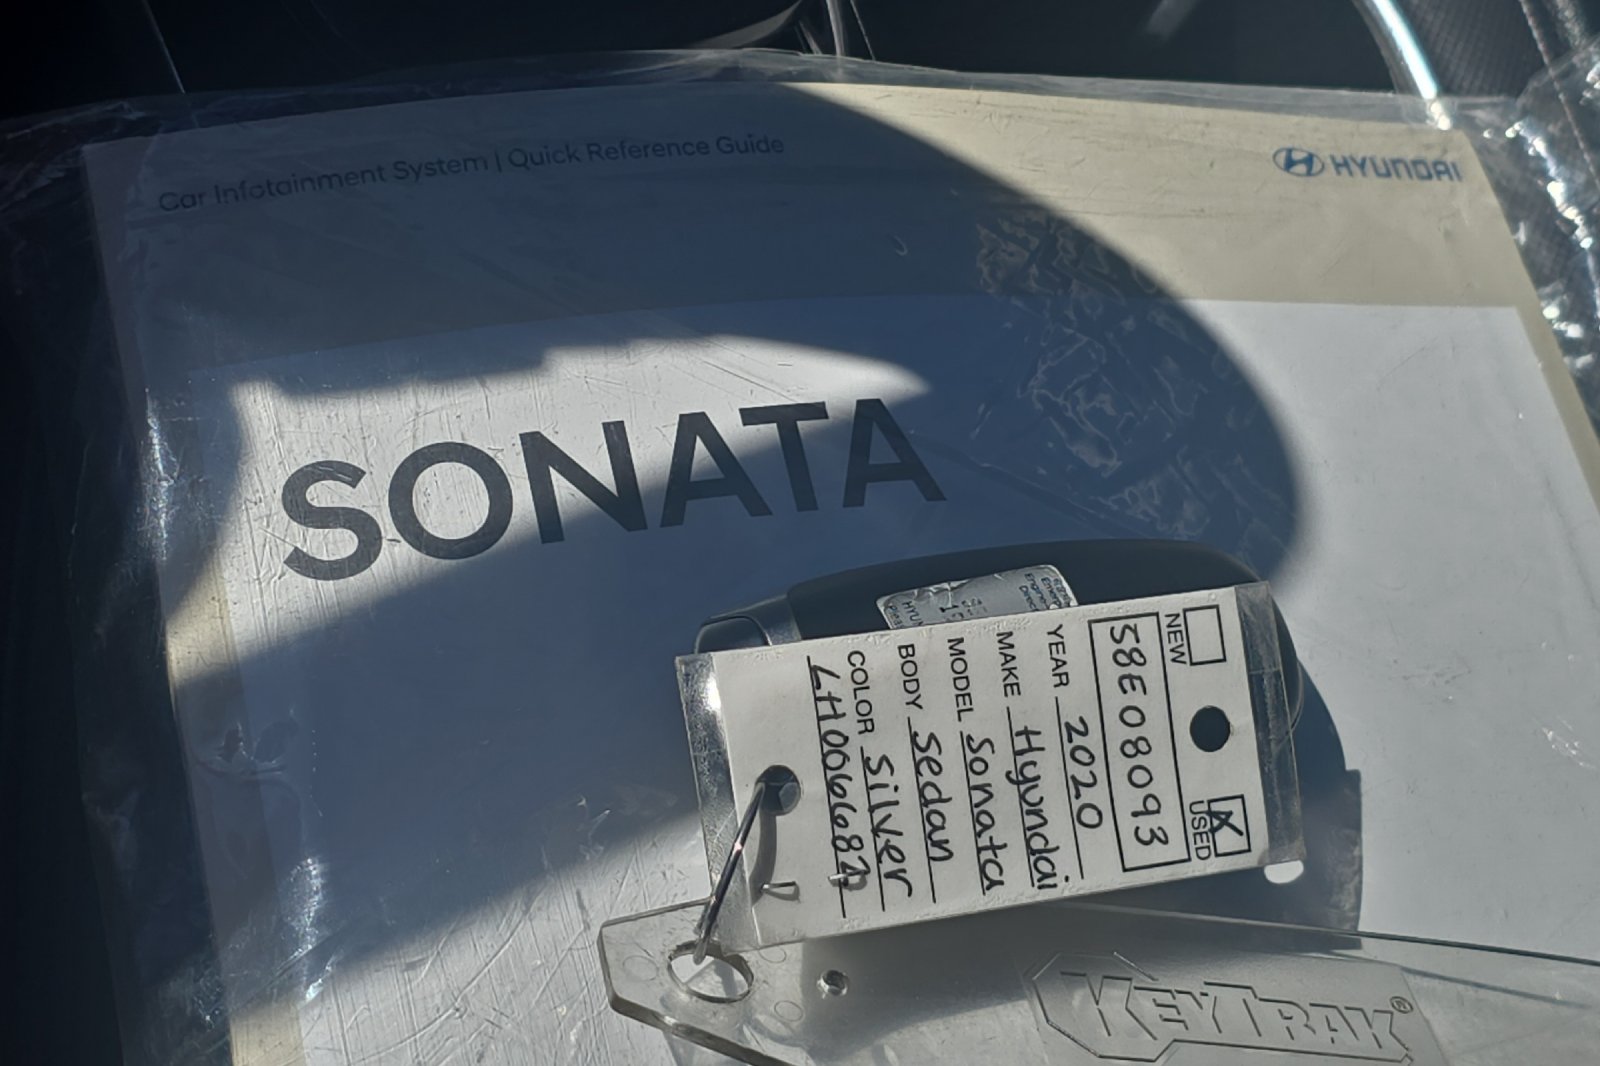 Car Infotainment System | Quick Reference Guide
HYUNDAI
SONATA
NEW
X USED
58E08093
YEAR 2020
MAKE Hyundai
MODEL Sonata
BODY Sedan
COLOR Silver
LH006682
KEYTRAK®